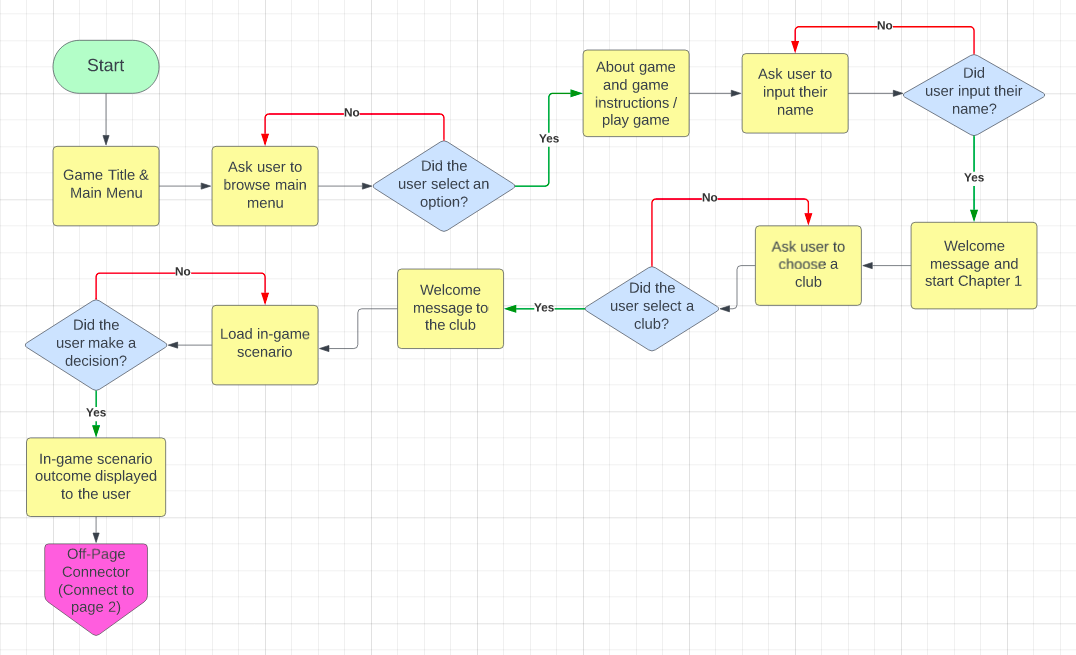 Start
Game Title &
Main Menu
Ask user to
browse main
menu
No
Did the
user select an
option?
Yes
About game
and game
instructions /
play game
Ask user to
input their
name
No
Did
user input their
name?
Yes
Welcome
message and
start Chapter 1
Ask user to
choose a
club
No
Did the
user select a
club?
Yes
Welcome
message to
the club
Load in-game
scenario
No
Did the
user make a
decision?
Yes
In-game scenario
outcome displayed
to the user
Off-Page
Connector
(Connect to
page 2)